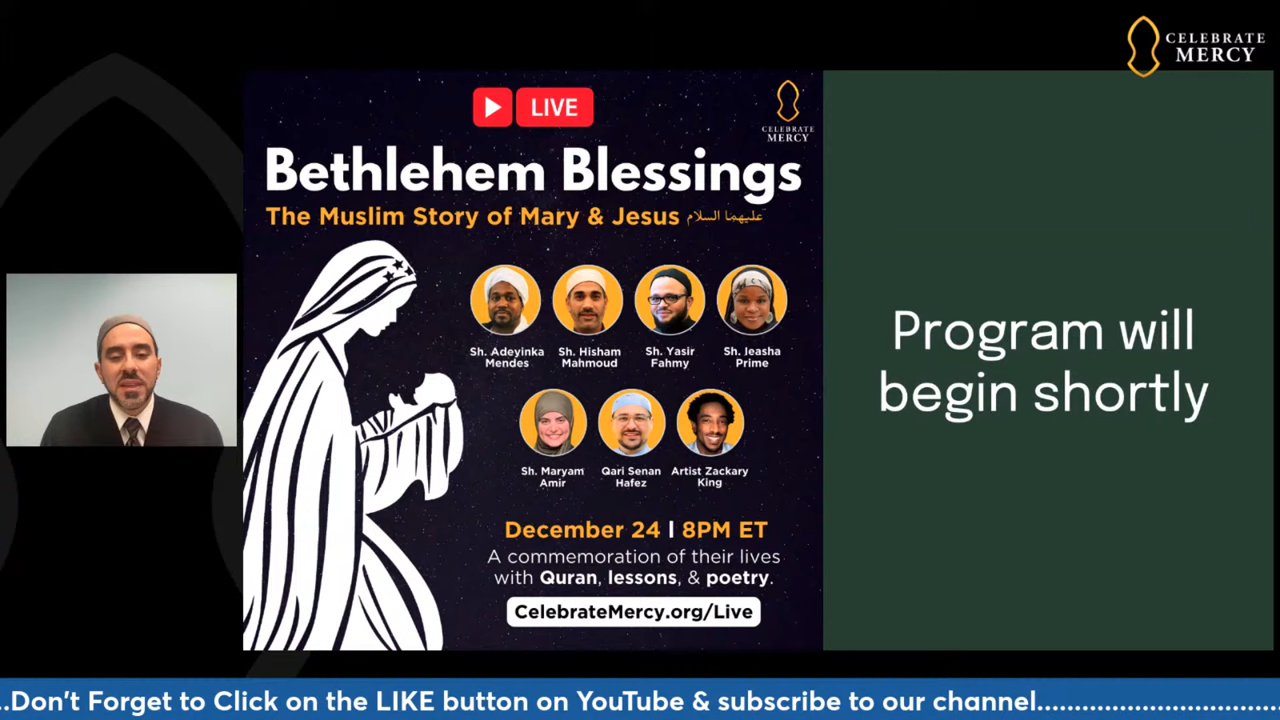 CELEBRATE
MERCY
LIVE
CELEBRATE
MERCY
Bethlehem Blessings
The Muslim Story of Mary & Jesus عليهما السلام
Sh. Adeyinka
Mendes
Sh. Hisham
Mahmoud
Sh. Yasir
Fahmy
Sh. Ieasha
Prime
Sh. Maryam
Amir
Qari Senan
Hafez
Artist Zackary
King
December 24 | 8PM ET
A commemoration of their lives
with Quran, lessons, & poetry.
CelebrateMercy.org/Live
Program will
begin shortly
..Don't Forget to Click on the LIKE button on YouTube & subscribe to our channel.................................